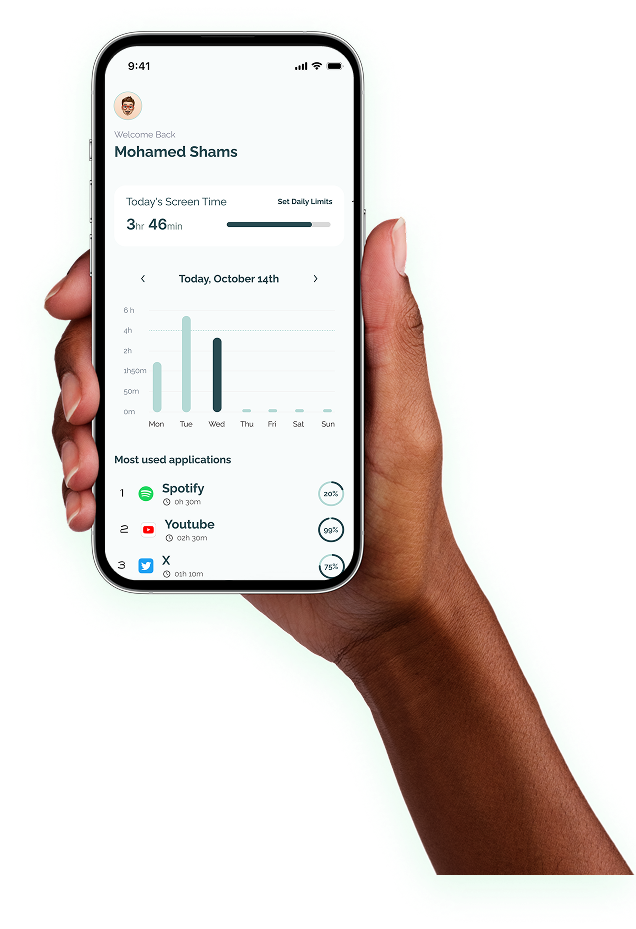 9:41
Welcome Back
Mohamed Shams
Today's Screen Time
Set Daily Limits
3hr 46min
Today, October 14th
6 h
4h
2h
1h50m
50m
0m
Mon Tue Wed Thu Fri Sat Sun
Most used applications
1 Spotify
0h 30m
20%
2 Youtube
02h 30m
99%
3 X
01h 10m
75%